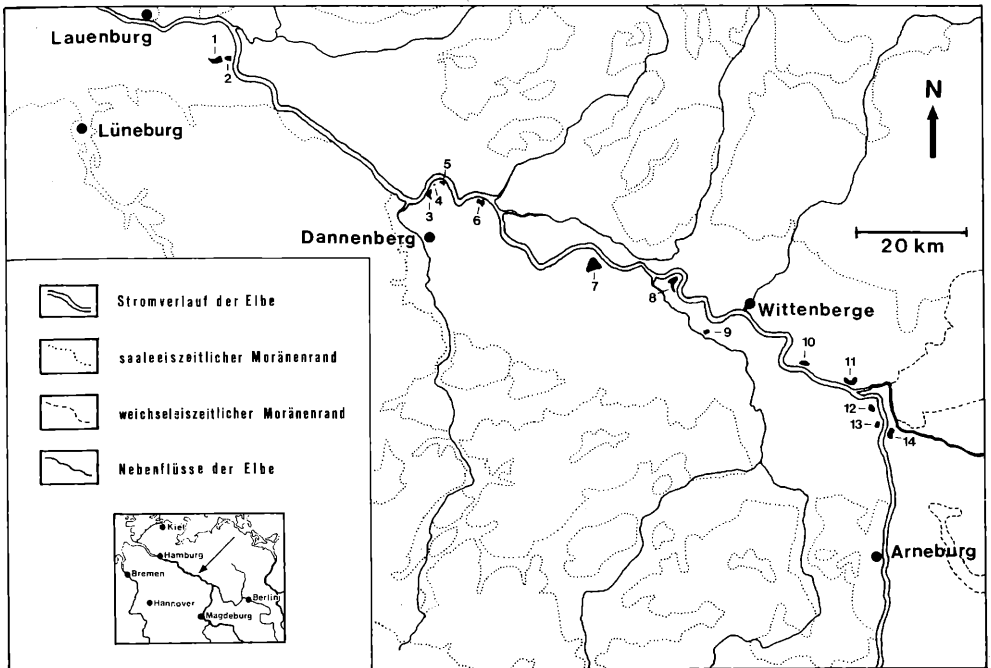 Lauenburg
1
2
Lüneburg
N
20 km
5
4
3
6
Dannenberg
7
8
9
Wittenberge
10
11
12
13
14
Arneburg
Stromverlauf der Elbe
saaleeiszeitlicher Moränenrand
weichseleiszeitlicher Moränenrand
Nebenflüsse der Elbe
Kiel
Hamburg
Bremen
Hannover
Berlin
Magdeburg